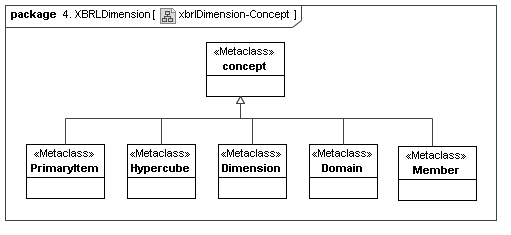 package 4. XBRLDimension [ xbrlDimension-Concept ]
«Metaclass»
concept
«Metaclass» «Metaclass» «Metaclass» «Metaclass» «Metaclass»
PrimaryItem Hypercube Dimension Domain Member